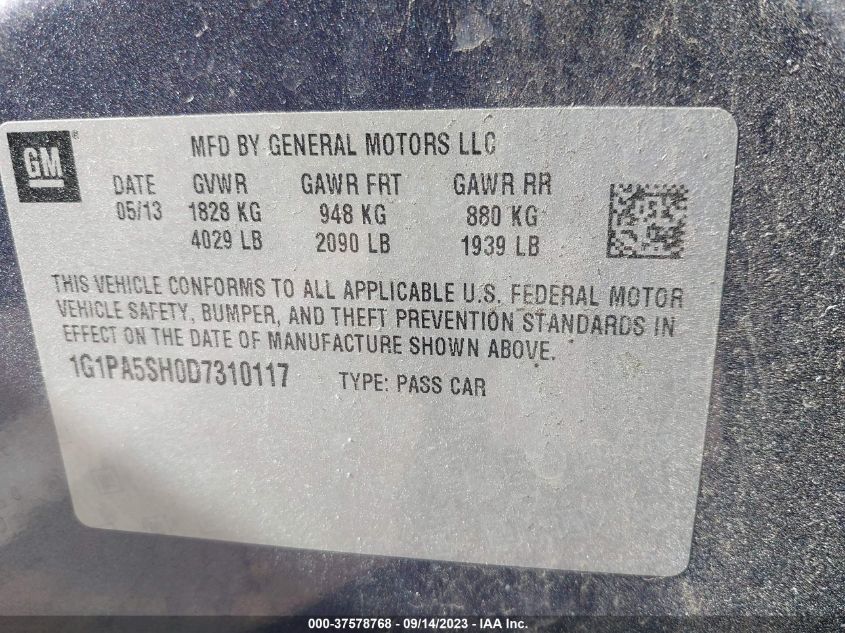 GM®
MFD BY GENERAL MOTORS LLC
DATE GVWR GAWR FRT GAWR RR
05/13 1828 KG 948 KG 880 KG
4029 LB 2090 LB 1939 LB
THIS VEHICLE CONFORMS TO ALL APPLICABLE U.S. FEDERAL MOTOR
VEHICLE SAFETY, BUMPER, AND THEFT PREVENTION STANDARDS IN
EFFECT ON THE DATE OF MANUFACTURE SHOWN ABOVE.
1G1PA5SH0D7310117 TYPE: PASS CAR
000-37578768 - 09/14/2023 - IAA Inc.